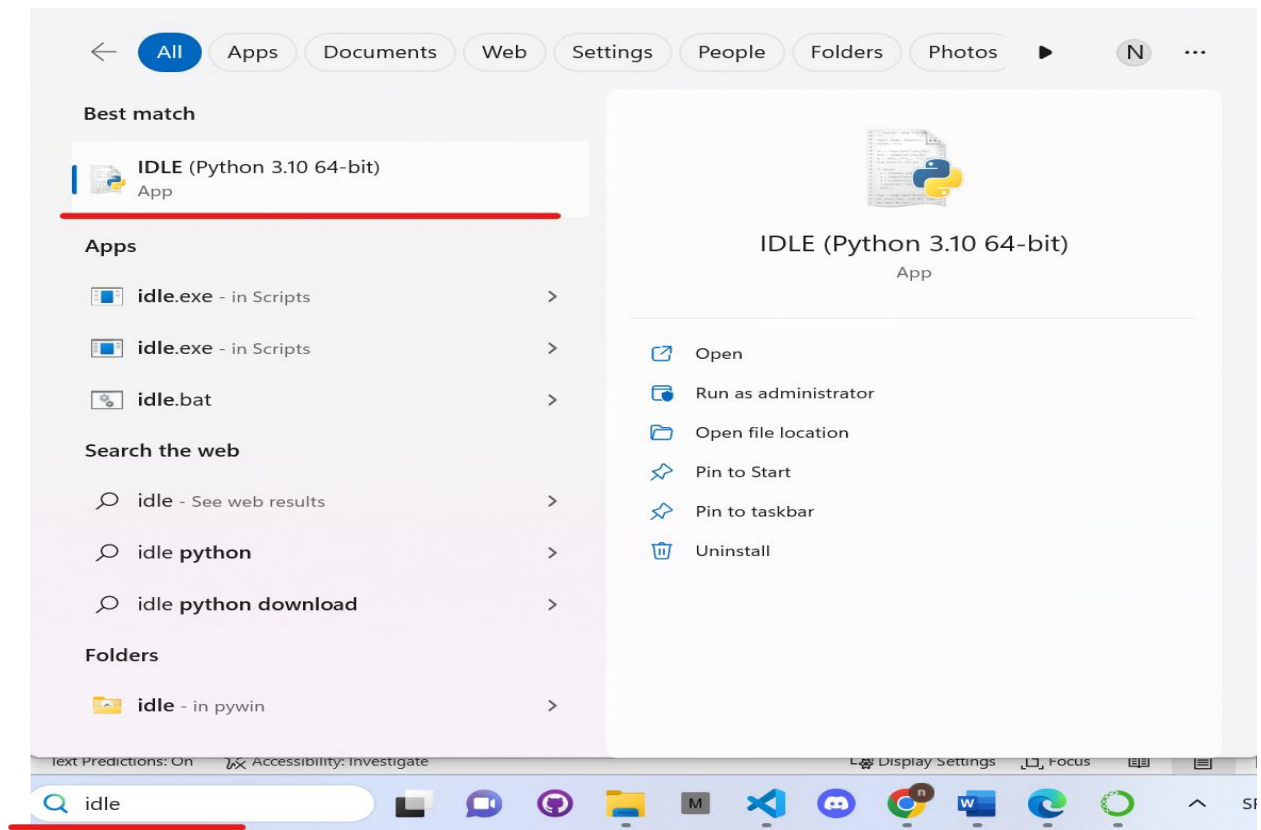 All Apps Documents Web Settings People Folders Photos N
Best match
IDLE (Python 3.10 64-bit)
App
Apps
idle.exe - in Scripts
idle.exe - in Scripts
idle.bat
Search the web
idle - See web results
idle python
idle python download
Folders
idle - in pywin
IDLE (Python 3.10 64-bit)
App
Open
Run as administrator
Open file location
Pin to Start
Pin to taskbar
Uninstall
Text Predictions: On Accessibility: Investigate Display Settings Focus
idle M n W